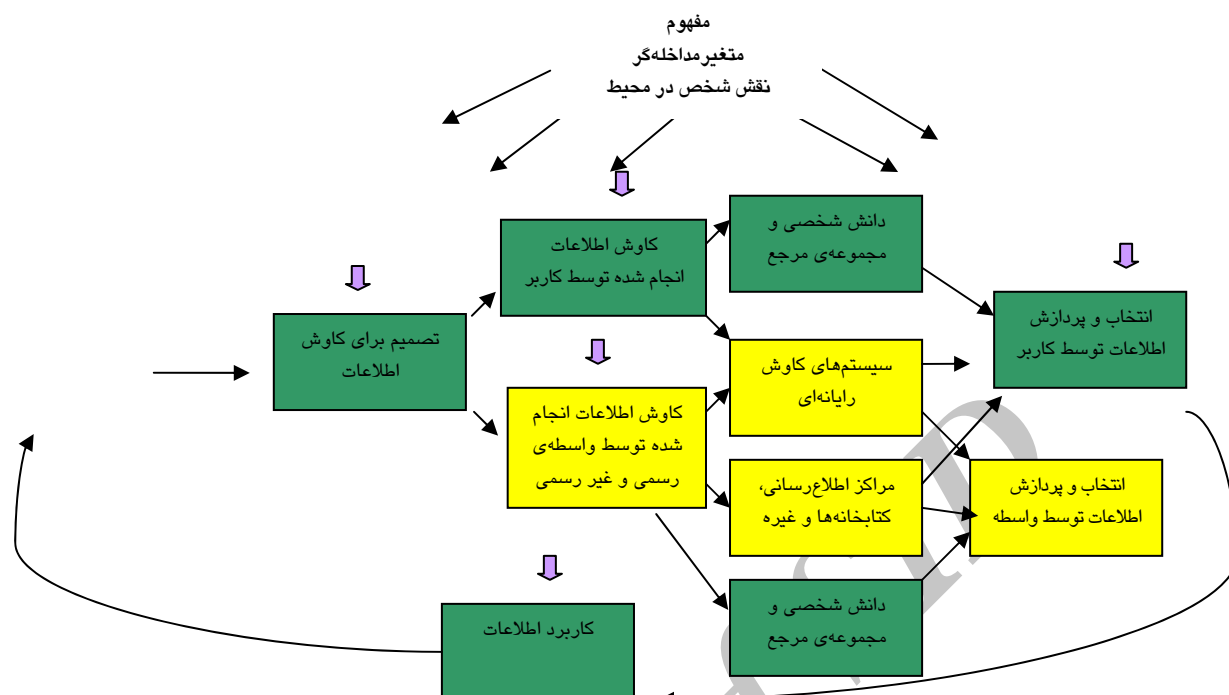 مفهوم
متغیرمداخله‌گر
نقش شخص در محیط
دانش شخصی و
مجموعه‌ی مرجع
کاوش اطلاعات
انجام شده توسط کاربر
انتخاب و پردازش
اطلاعات توسط کاربر
تصمیم برای کاوش
اطلاعات
سیستم‌های کاوش
رایانه‌ای
کاوش اطلاعات انجام
شده توسط واسطه‌ی
رسمی و غیر رسمی
مراکز اطلاع‌رسانی،
کتابخانه‌ها و غیره
انتخاب و پردازش
اطلاعات توسط واسطه
دانش شخصی و
مجموعه‌ی مرجع
کاربرد اطلاعات